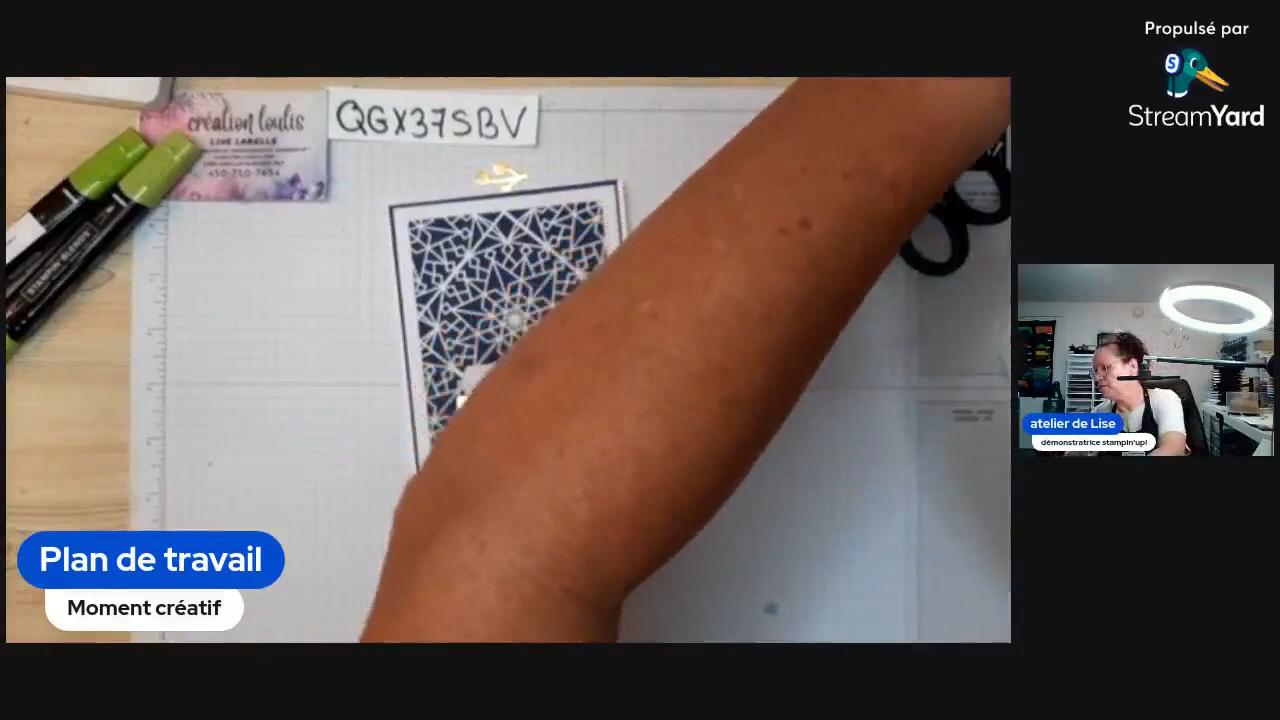 Propulsé par
StreamYard
QGX37SBV
création loulis
LISE LABELLE
450-750-7654
STAMPIN' BLENDS
atelier de Lise
démonstratrice stampin'up!
Plan de travail
Moment créatif